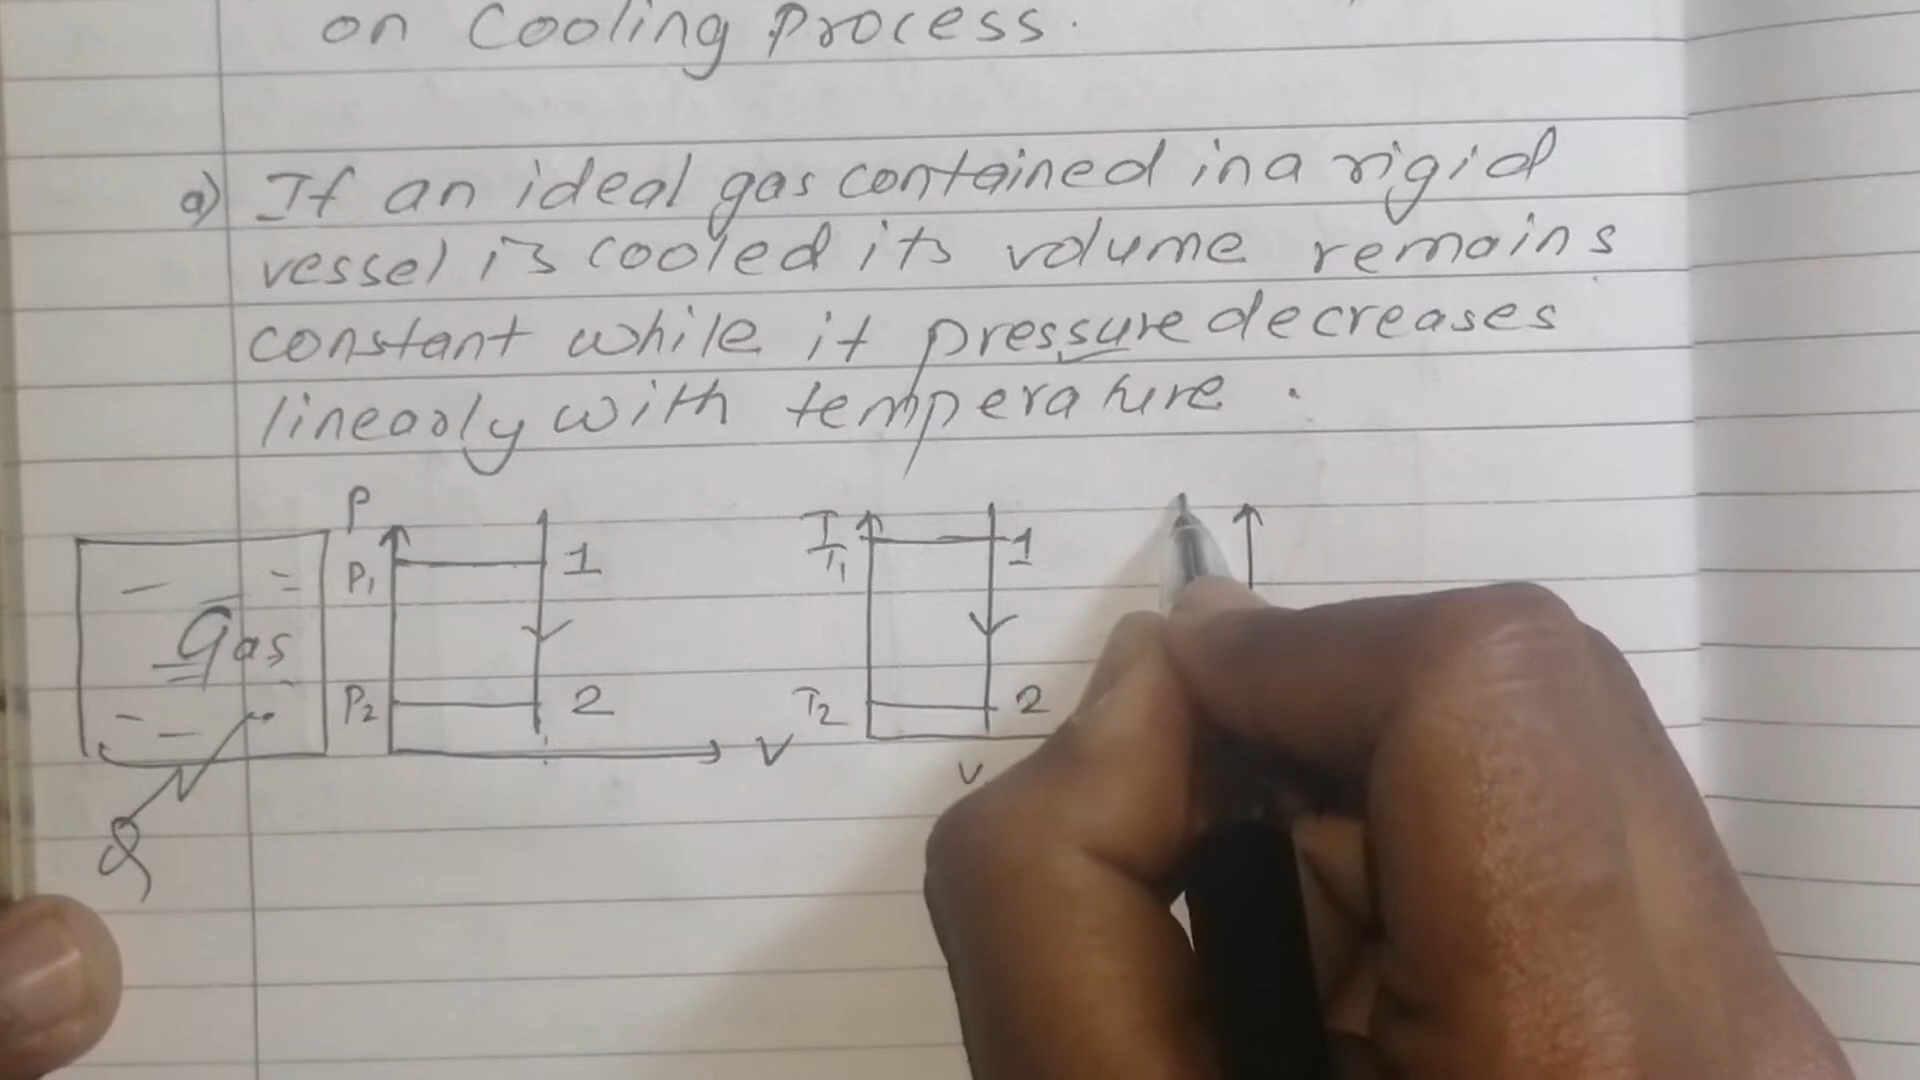 on cooling process.
a) If an ideal gas contained in a rigid
vessel is cooled its volume remains
constant while it pressure decreases
linearly with temperature.
P
P1
1
P2
2
V
Gas
Q
T
T1
1
T2
2
V